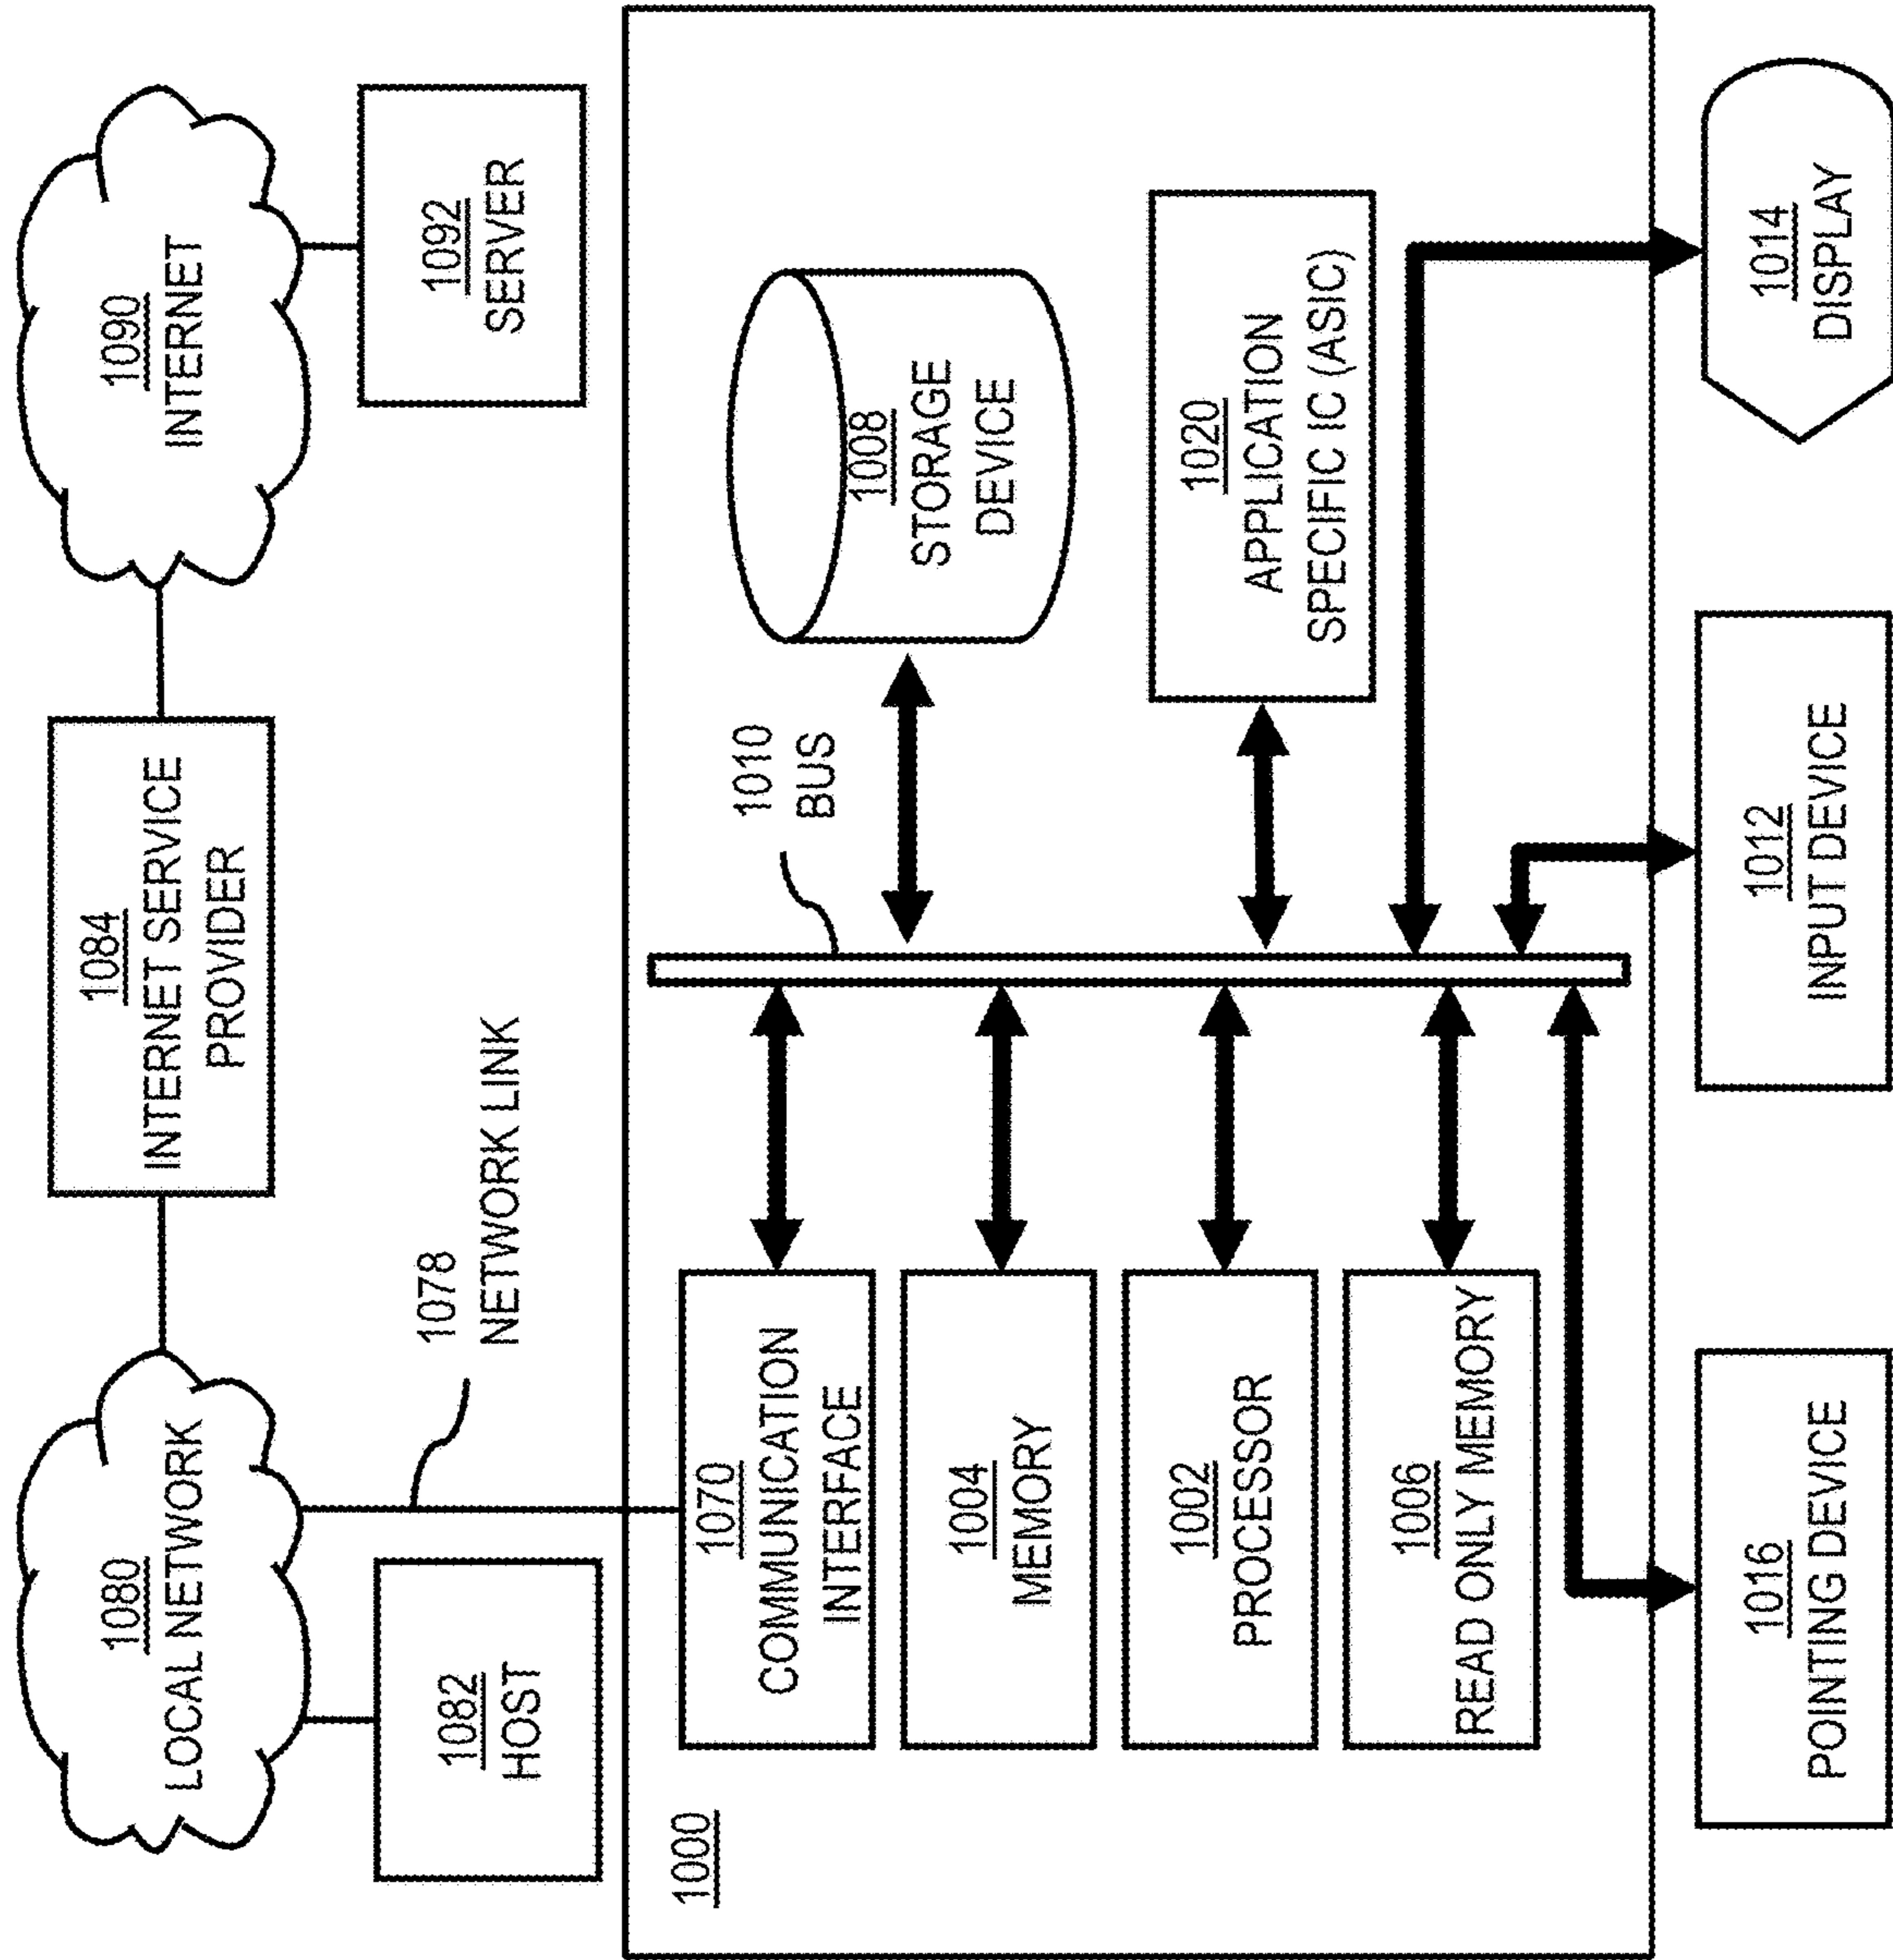 1080
LOCAL NETWORK
1084
INTERNET SERVICE
PROVIDER
1090
INTERNET
1082
HOST
1078
NETWORK LINK
1092
SERVER
1000
1070
COMMUNICATION
INTERFACE
1004
MEMORY
1002
PROCESSOR
1006
READ ONLY MEMORY
1010
BUS
1008
STORAGE
DEVICE
1020
APPLICATION
SPECIFIC IC (ASIC)
1016
POINTING DEVICE
1012
INPUT DEVICE
1014
DISPLAY